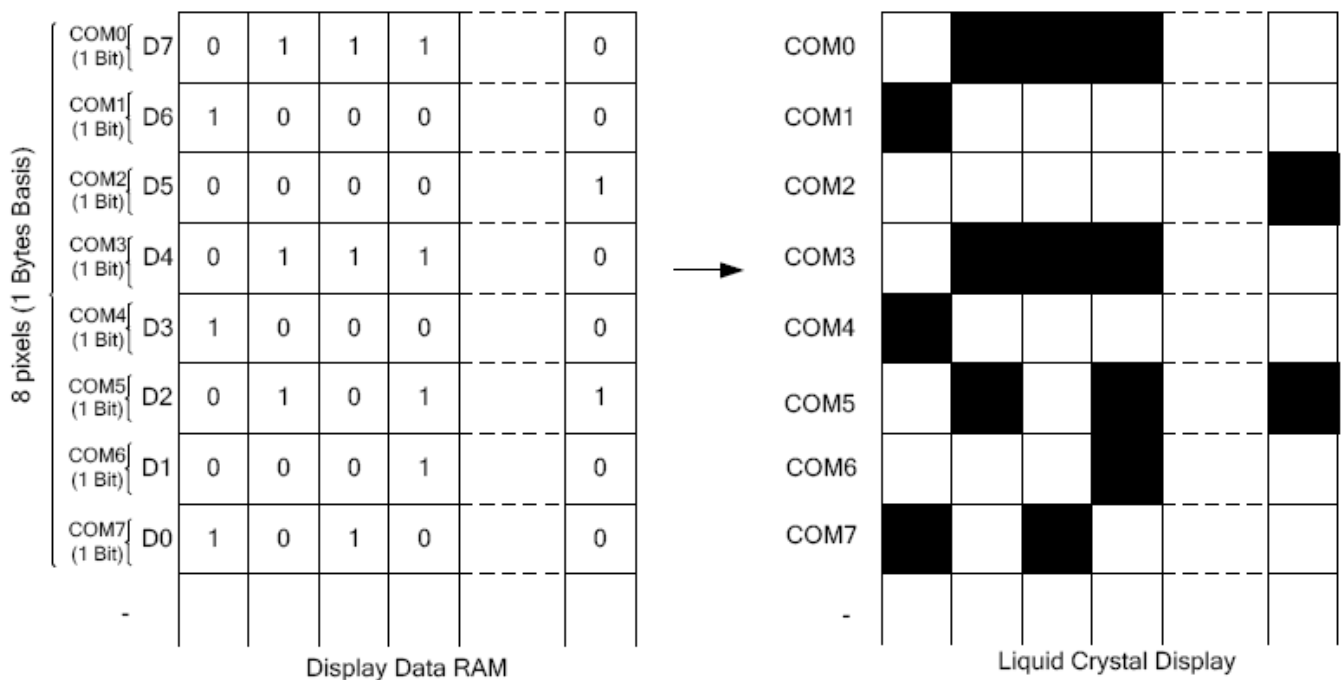 8 pixels (1 Bytes Basis)
COM0 (1 Bit) D7 0 1 1 1 0
COM1 (1 Bit) D6 1 0 0 0 0
COM2 (1 Bit) D5 0 0 0 0 1
COM3 (1 Bit) D4 0 1 1 1 0
COM4 (1 Bit) D3 1 0 0 0 0
COM5 (1 Bit) D2 0 1 0 1 1
COM6 (1 Bit) D1 0 0 0 1 0
COM7 (1 Bit) D0 1 0 1 0 0
-
Display Data RAM
COM0
COM1
COM2
COM3
COM4
COM5
COM6
COM7
-
Liquid Crystal Display